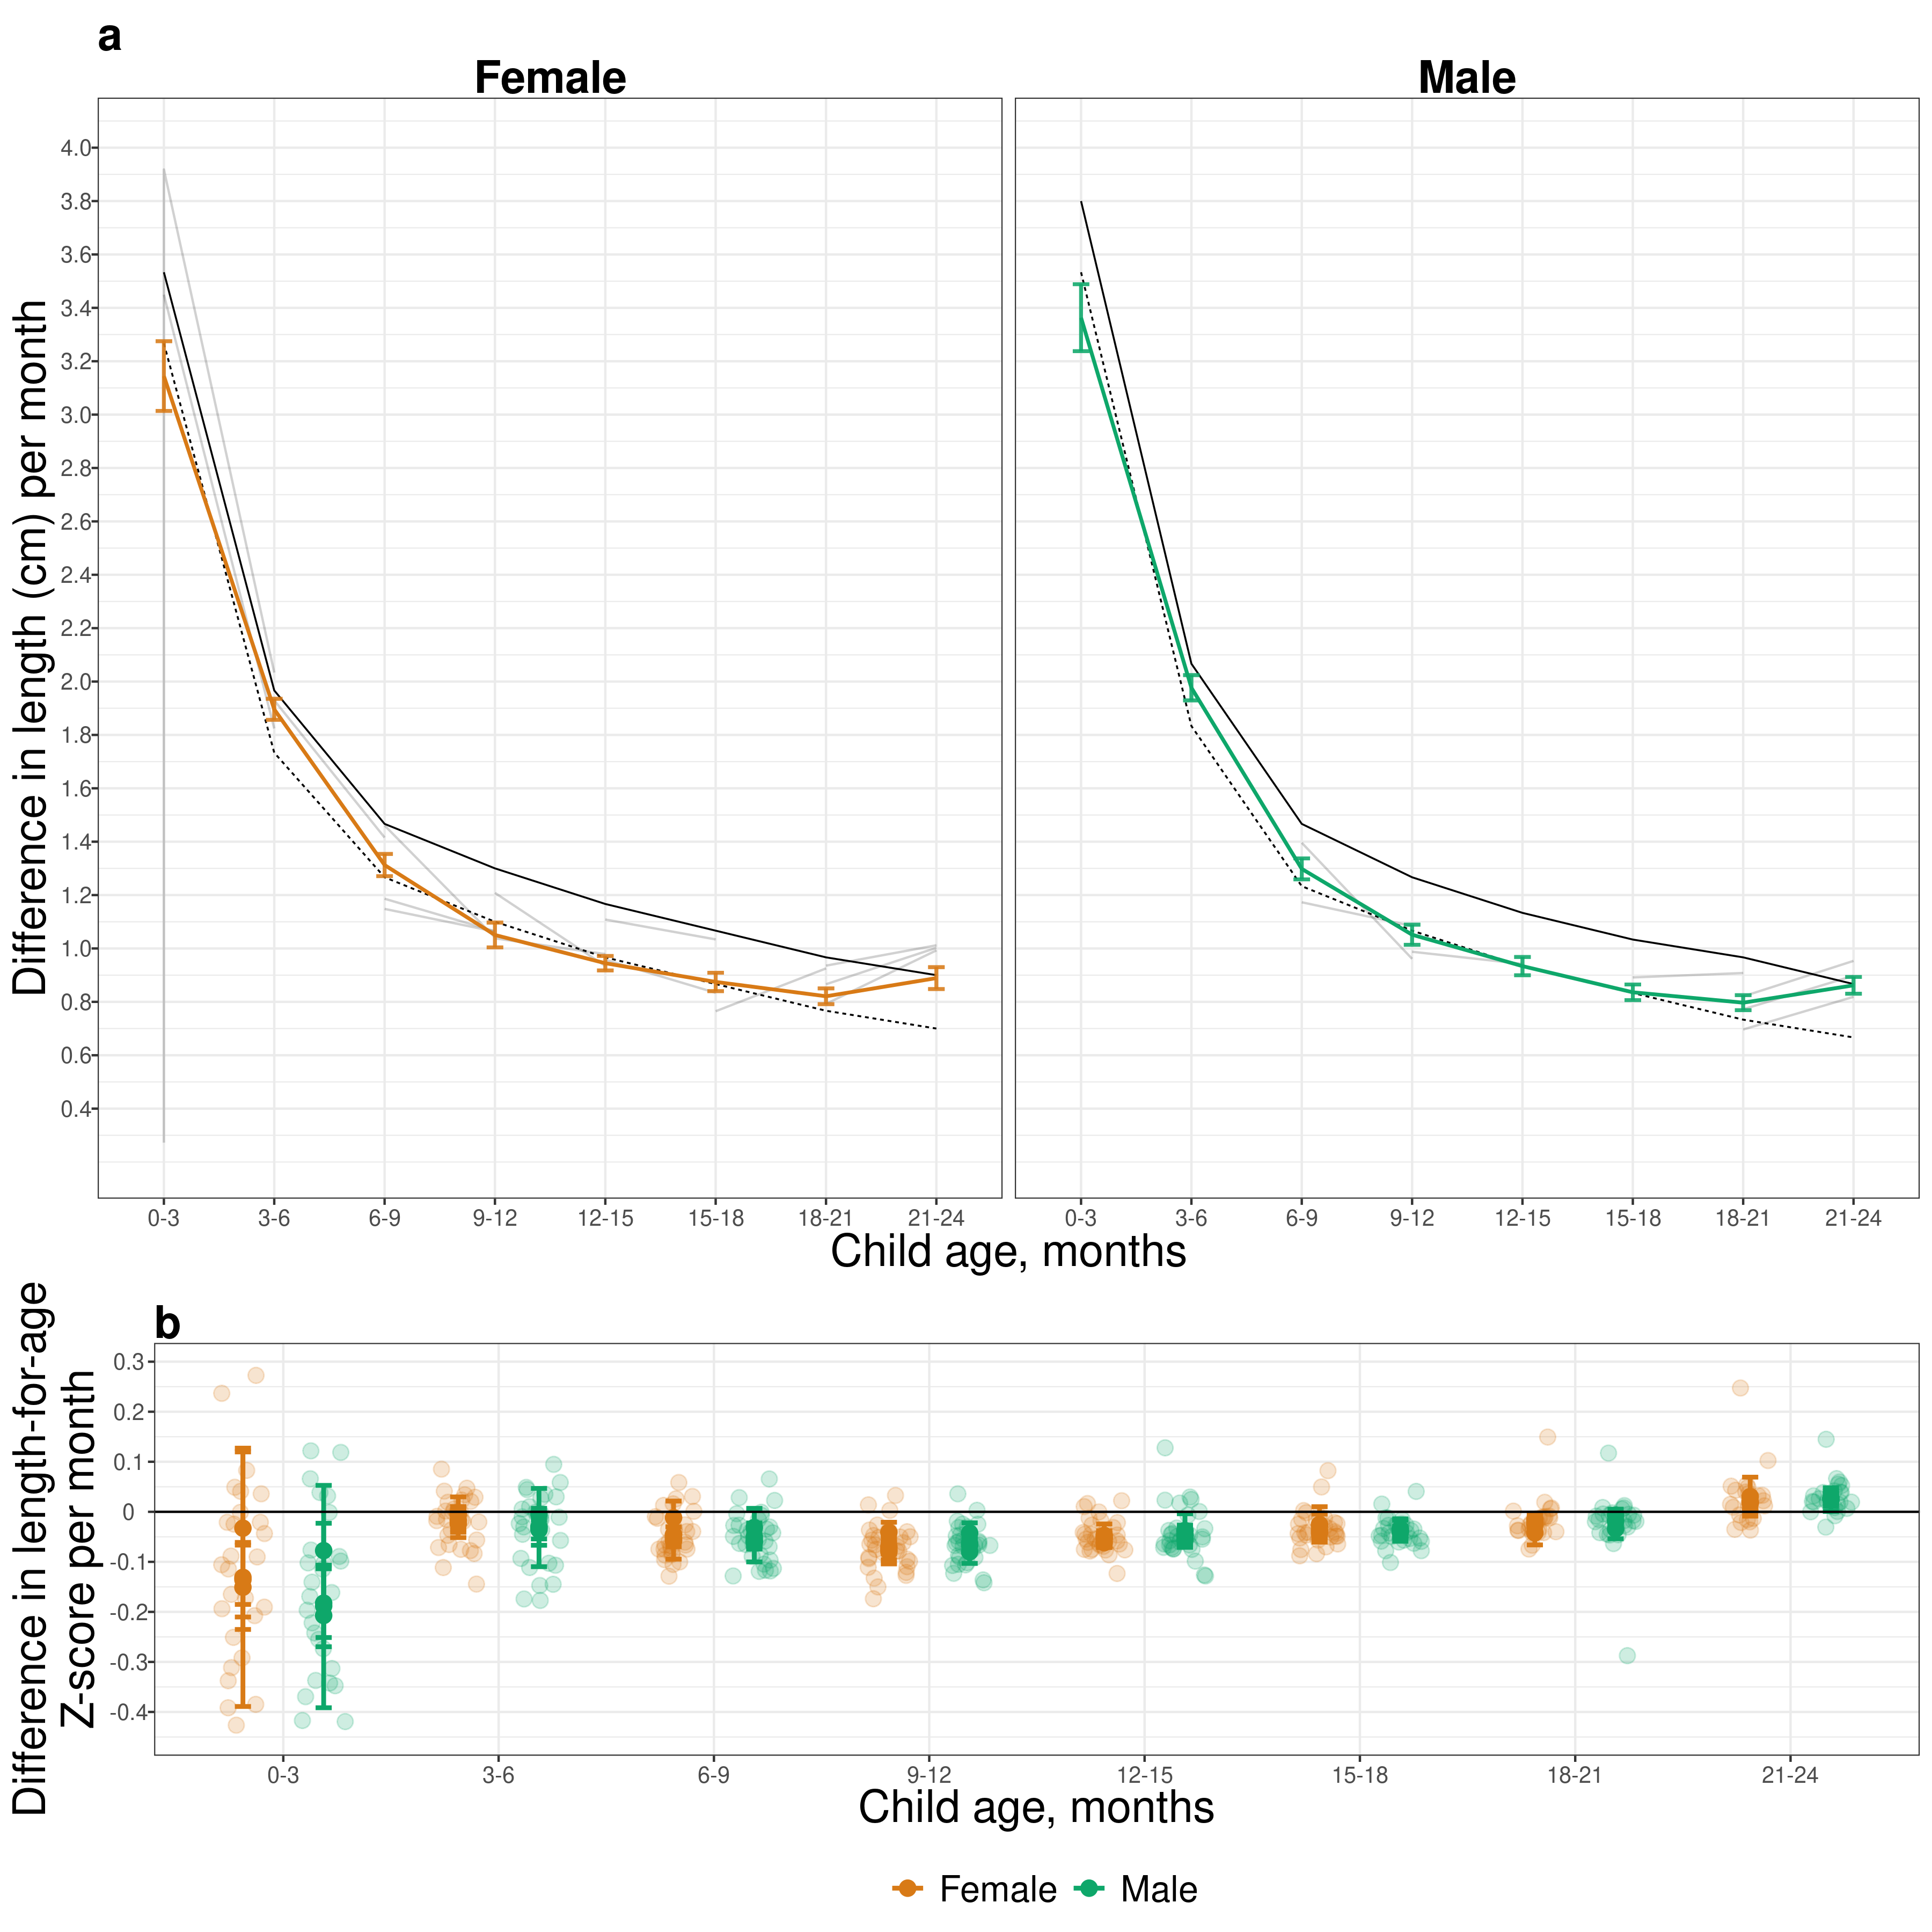 a
Female Male
Difference in length (cm) per month
4.0
3.8
3.6
3.4
3.2
3.0
2.8
2.6
2.4
2.2
2.0
1.8
1.6
1.4
1.2
1.0
0.8
0.6
0.4
0-3 3-6 6-9 9-12 12-15 15-18 18-21 21-24 0-3 3-6 6-9 9-12 12-15 15-18 18-21 21-24
Child age, months
b
Difference in length-for-age
Z-score per month
0.3
0.2
0.1
0
-0.1
-0.2
-0.3
-0.4
0-3 3-6 6-9 9-12 12-15 15-18 18-21 21-24
Child age, months
Female Male